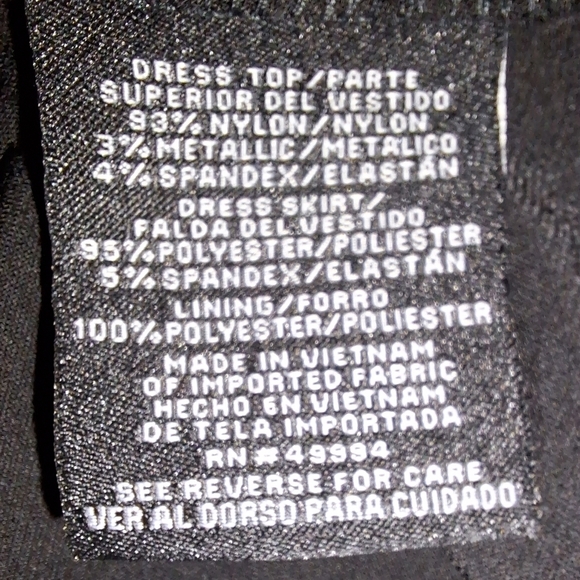 DRESS TOP/PARTE
SUPERIOR DEL VESTIDO
93% NYLON/NYLON
3% METALLIC/METALICO
4% SPANDEX/ELASTÁN
DRESS SKIRT/
FALDA DEL VESTIDO
95% POLYESTER/POLIESTER
5% SPANDEX/ELASTÁN
LINING/FORRO
100% POLYESTER/POLIESTER
MADE IN VIETNAM
OF IMPORTED FABRIC
HECHO EN VIETNAM
DE TELA IMPORTADA
RN# 49994
SEE REVERSE FOR CARE
VER AL DORSO PARA CUIDADO